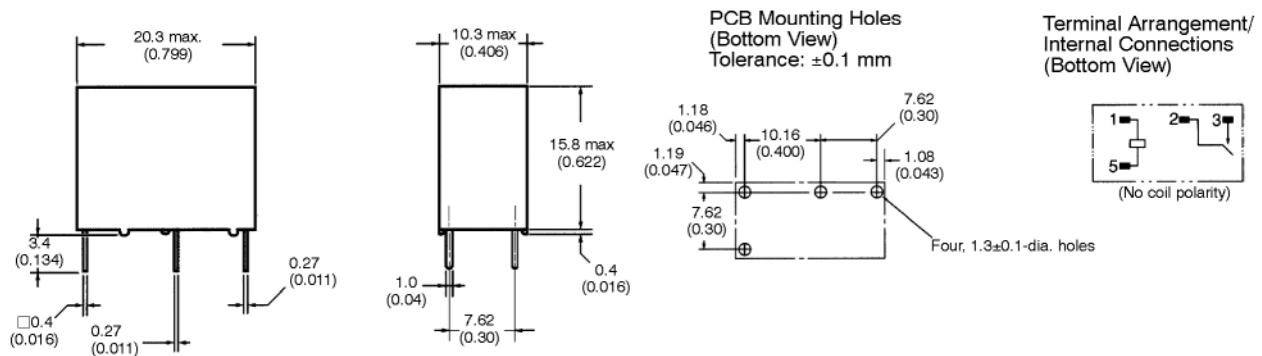 20.3 max.
(0.799)
3.4
(0.134)
□0.4
(0.016)
0.27
(0.011)
0.27
(0.011)
10.3 max
(0.406)
15.8 max
(0.622)
1.0
(0.04)
7.62
(0.30)
0.4
(0.016)
PCB Mounting Holes
(Bottom View)
Tolerance: ±0.1 mm
1.18
(0.046)
10.16
(0.400)
7.62
(0.30)
1.19
(0.047)
1.08
(0.043)
7.62
(0.30)
Four, 1.3±0.1-dia. holes
Terminal Arrangement/
Internal Connections
(Bottom View)
1 2 3
5
(No coil polarity)